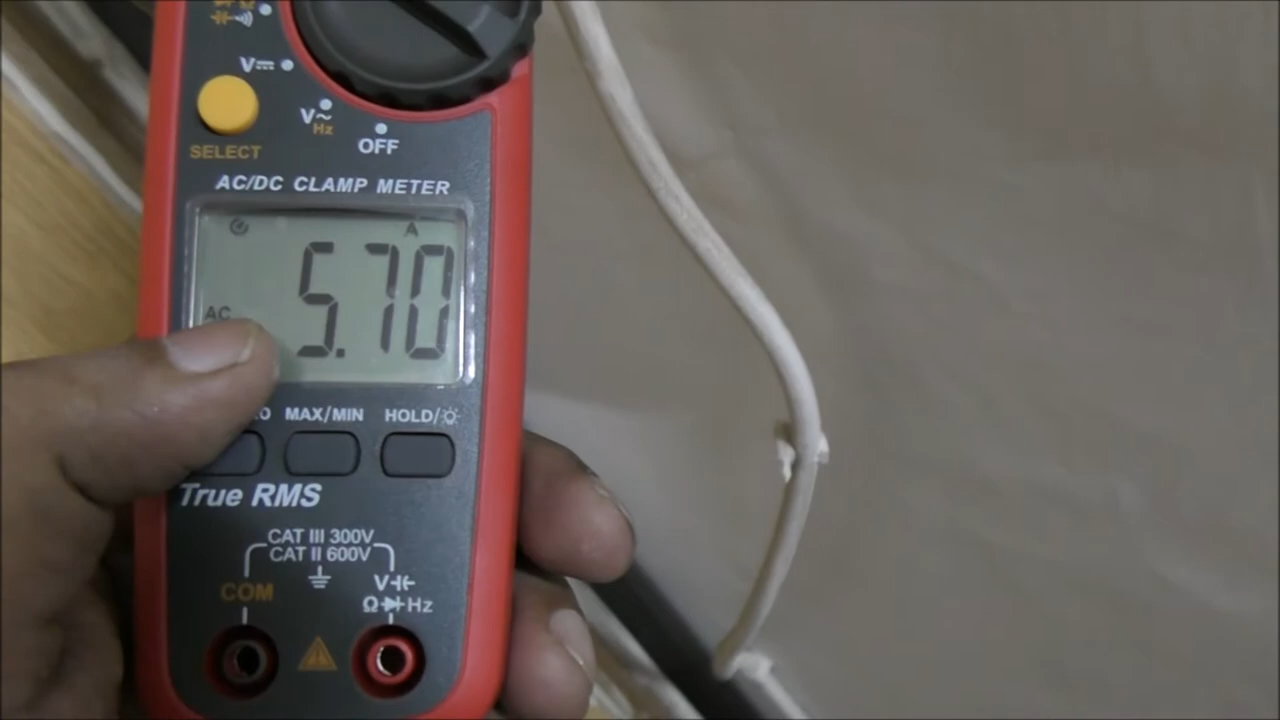 V
V~
Hz
OFF
SELECT
AC/DC CLAMP METER
A
5.70
AC
MAX/MIN HOLD/
True RMS
CAT III 300V
CAT II 600V
COM
V
Ω Hz